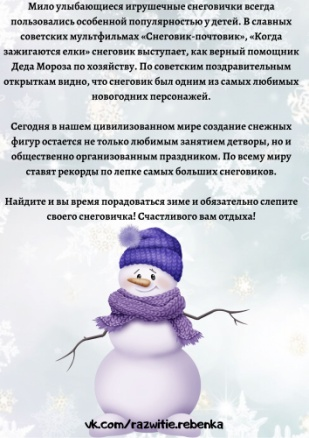 Мило улыбающиеся игрушечные снеговички всегда
пользовались особенной популярностью у детей. В славных
советских мультфильмах «Снеговик-почтовик», «Когда
зажигаются елки» снеговик выступает, как верный помощник
Деда Мороза по хозяйству. По советским поздравительным
открыткам видно, что снеговик был одним из самых любимых
новогодних персонажей.
Сегодня в нашем цивилизованном мире создание снежных
фигур остается не только любимым занятием детворы, но и
общественно организованным праздником. По всему миру
ставят рекорды по лепке самых больших снеговиков.
Найдите и вы время порадоваться зиме и обязательно слепите
своего снеговичка! Счастливого вам отдыха!
vk.com/razwitie.rebenka